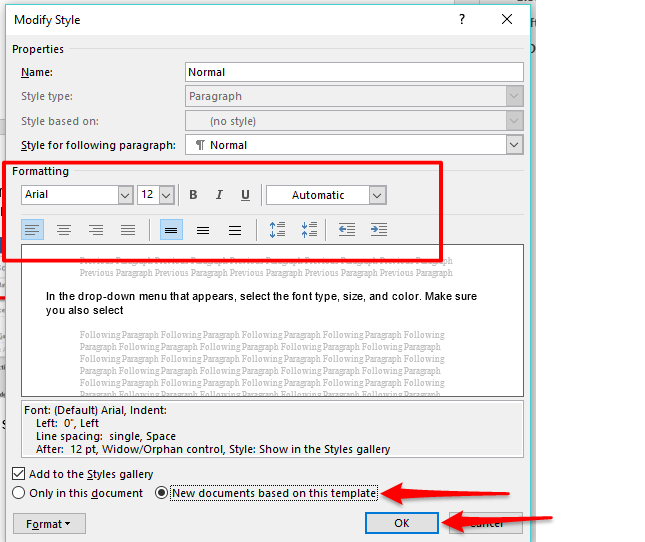 Modify Style
?
Properties
Name: Normal
Style type: Paragraph
Style based on: (no style)
Style for following paragraph: ¶ Normal
Formatting
Arial 12 B I U Automatic
Previous Paragraph Previous Paragraph Previous Paragraph Previous Paragraph
Previous Paragraph Previous Paragraph Previous Paragraph Previous Paragraph
In the drop-down menu that appears, select the font type, size, and color. Make sure
you also select
Following Paragraph Following Paragraph Following Paragraph Following Paragraph Following
Paragraph Following Paragraph Following Paragraph Following Paragraph Following Paragraph
Following Paragraph Following Paragraph Following Paragraph Following Paragraph Following
Paragraph Following Paragraph Following Paragraph Following Paragraph Following Paragraph
Following Paragraph Following Paragraph Following Paragraph Following Paragraph Following
Paragraph Following Paragraph Following Paragraph Following Paragraph Following Paragraph
Font: (Default) Arial, Indent:
Left: 0", Left
Line spacing: single, Space
After: 12 pt, Widow/Orphan control, Style: Show in the Styles gallery
Add to the Styles gallery
Only in this document New documents based on this template
Format OK Cancel